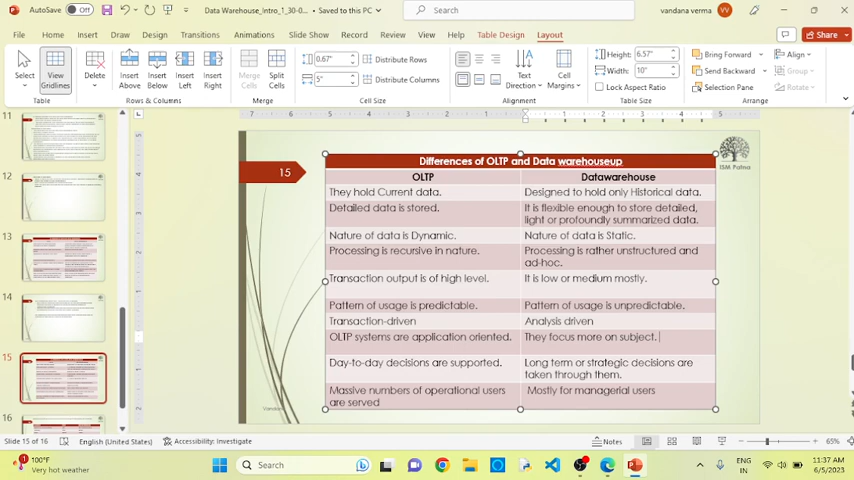 AutoSave Off Data Warehouse_Intro_1_30-0... • Saved to this PC Search vandana verma VV
File Home Insert Draw Design Transitions Animations Slide Show Record Review View Help Table Design Layout Share
Select View Gridlines Delete Insert Above Insert Below Insert Left Insert Right Merge Cells Split Cells 0.67" 5" Distribute Rows Distribute Columns Text Direction Cell Margins Height: 6.57" Width: 10" Lock Aspect Ratio Bring Forward Send Backward Selection Pane Align Group Rotate
Table Rows & Columns Merge Cell Size Alignment Table Size Arrange
11
12
13
14
15
16
15
ISM Patna
Differences of OLTP and Data warehouseup
OLTP Datawarehouse
They hold Current data. Designed to hold only Historical data.
Detailed data is stored. It is flexible enough to store detailed,
light or profoundly summarized data.
Nature of data is Dynamic. Nature of data is Static.
Processing is recursive in nature. Processing is rather unstructured and
ad-hoc.
Transaction output is of high level. It is low or medium mostly.
Pattern of usage is predictable. Pattern of usage is unpredictable.
Transaction-driven Analysis driven
OLTP systems are application oriented. They focus more on subject.
Day-to-day decisions are supported. Long term or strategic decisions are
taken through them.
Massive numbers of operational users Mostly for managerial users
are served
Slide 15 of 16 English (United States) Accessibility: Investigate Notes 65%
100°F
Very hot weather
Search
ENG
IN
11:37 AM
6/5/2023